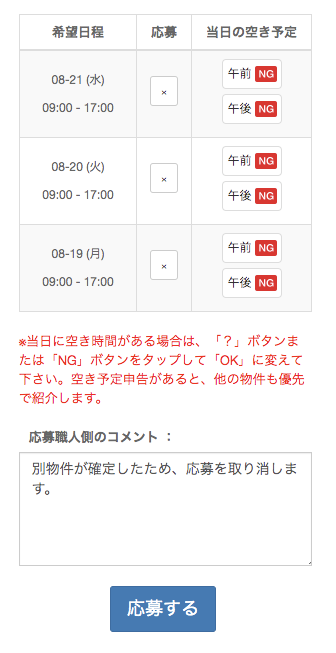 希望日程 応募 当日の空き予定
08-21 (水)
09:00 - 17:00
×
午前 NG
午後 NG
08-20 (火)
09:00 - 17:00
×
午前 NG
午後 NG
08-19 (月)
09:00 - 17:00
×
午前 NG
午後 NG
※当日に空き時間がある場合は、「？」ボタンま
たは「NG」ボタンをタップして「OK」に変えて
下さい。空き予定申告があると、他の物件も優先
で紹介します。
応募職人側のコメント ：
別物件が確定したため、応募を取り消しま
す。
応募する